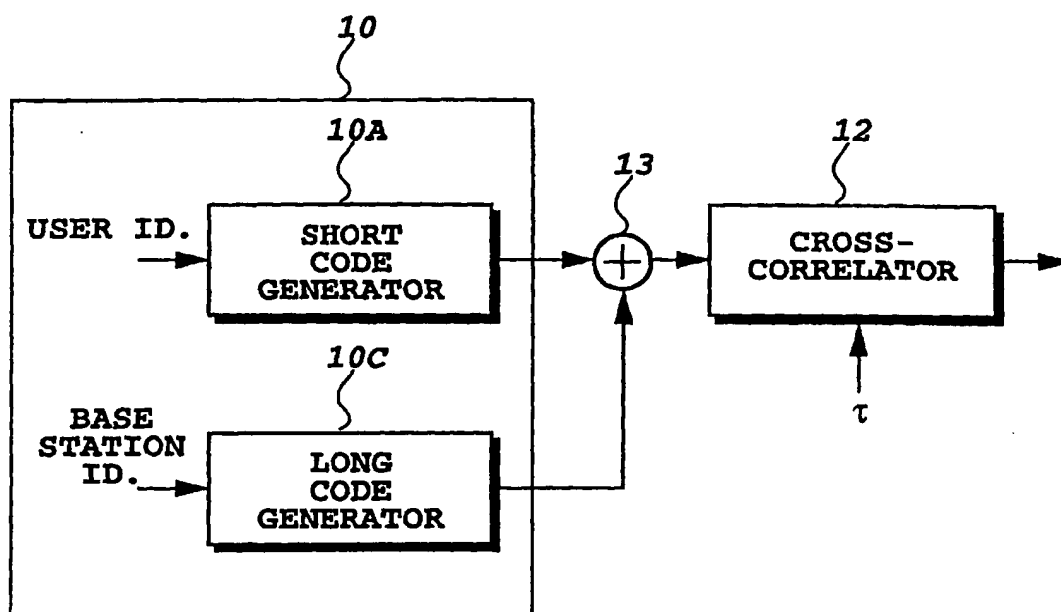 10
10A
12
13
USER ID.
SHORT
CODE
GENERATOR
CROSS-
CORRELATOR
10C
τ
BASE
STATION
ID.
LONG
CODE
GENERATOR